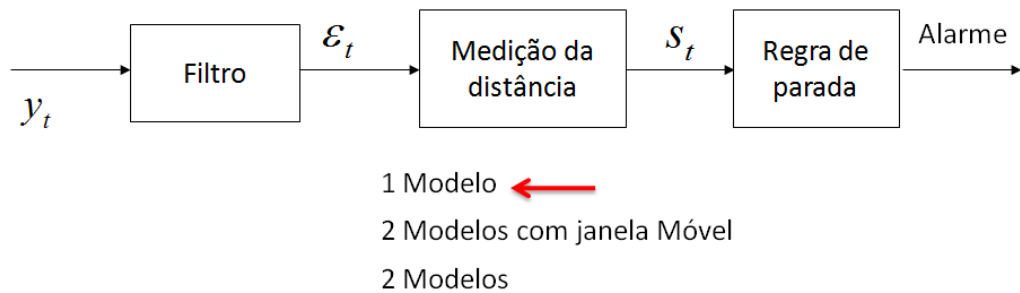 y_t
Filtro
ε_t
Medição da
distância
s_t
Regra de
parada
Alarme
1 Modelo
2 Modelos com janela Móvel
2 Modelos